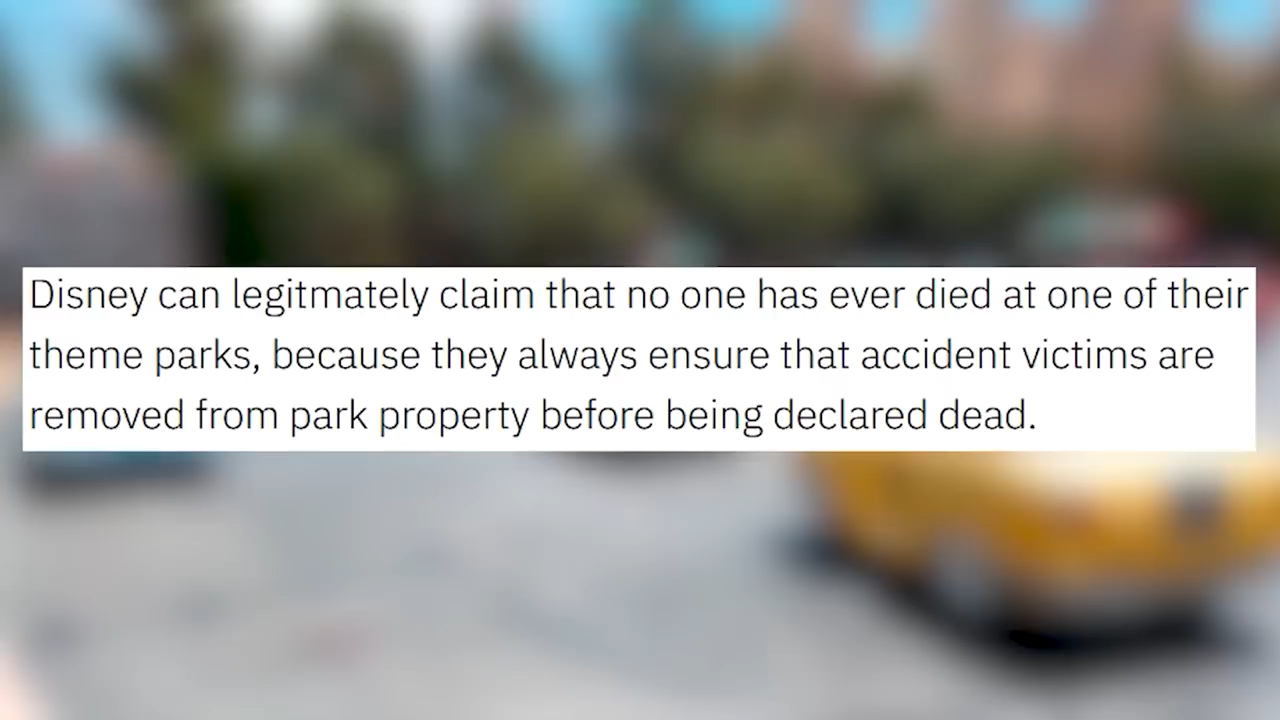 Disney can legitmately claim that no one has ever died at one of their
theme parks, because they always ensure that accident victims are
removed from park property before being declared dead.